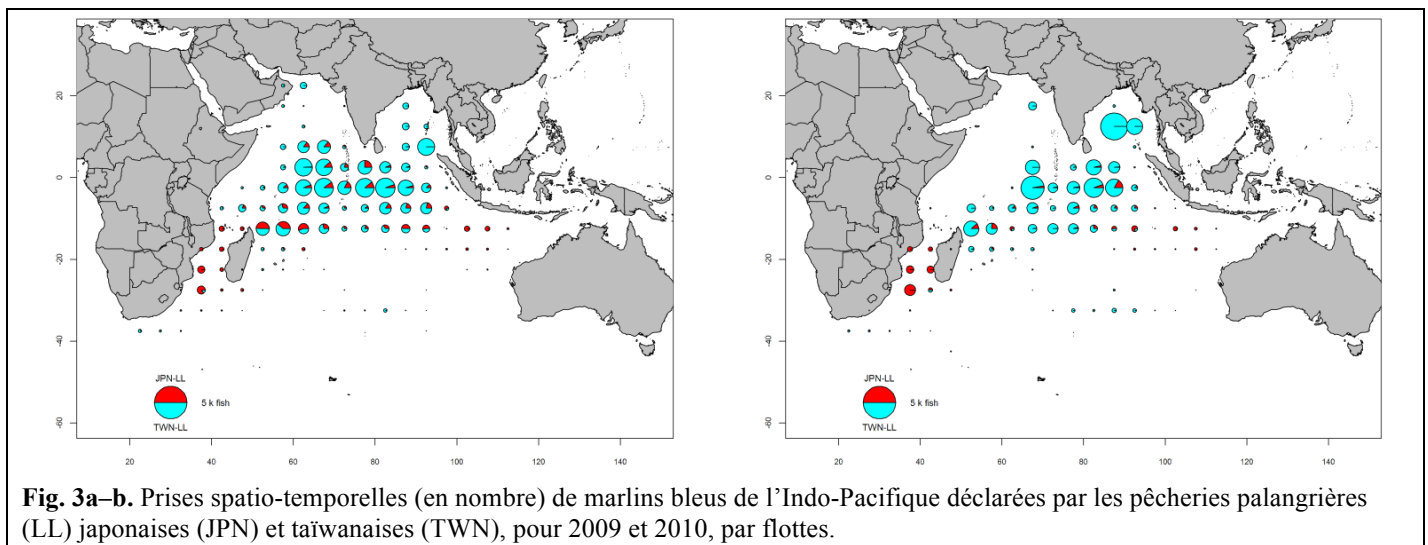 20
0
-20
-40
-60
JPN-LL
5 k fish
TWN-LL
20 40 60 80 100 120 140
20
0
-20
-40
-60
JPN-LL
5 k fish
TWN-LL
20 40 60 80 100 120 140
Fig. 3a–b. Prises spatio-temporelles (en nombre) de marlins bleus de l’Indo-Pacifique déclarées par les pêcheries palangrières
(LL) japonaises (JPN) et taïwanaises (TWN), pour 2009 et 2010, par flottes.